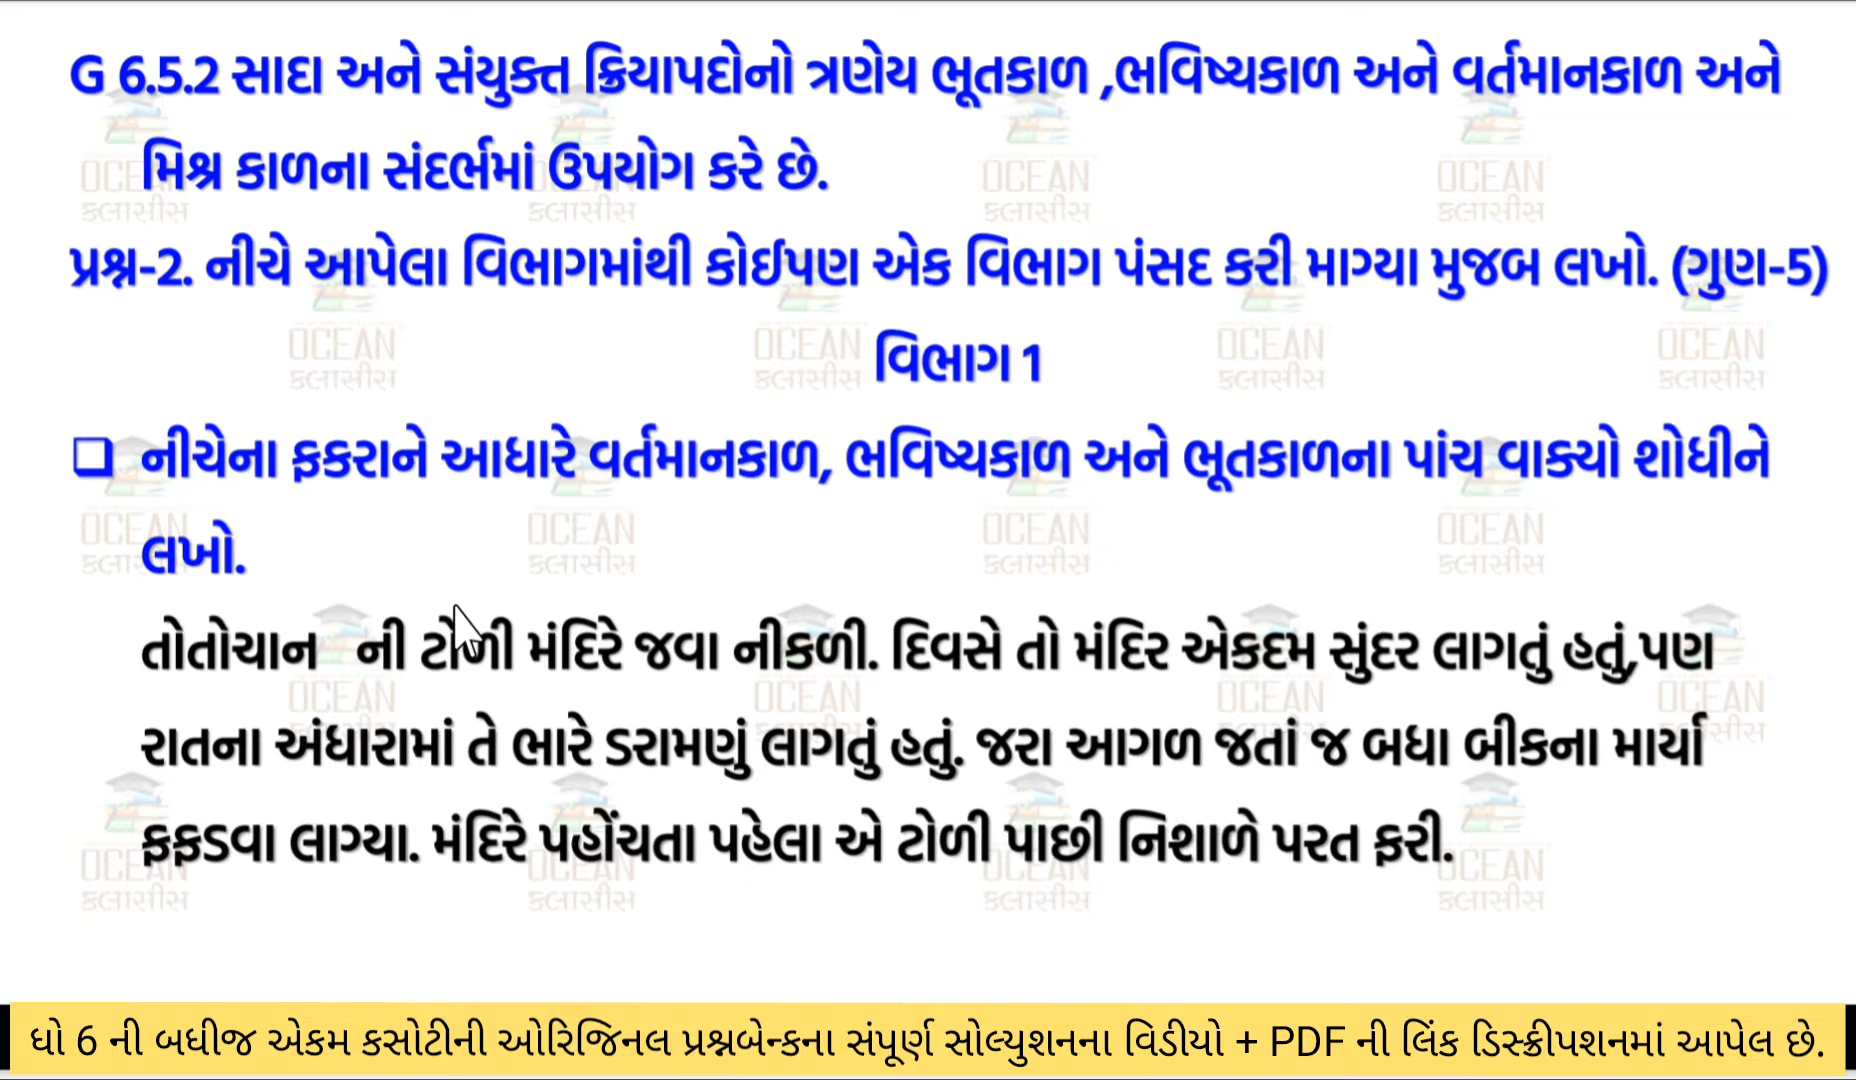 G 6.5.2 સાદા અને સંયુક્ત ક્રિયાપદોનો ત્રણેય ભૂતકાળ ,ભવિષ્યકાળ અને વર્તમાનકાળ અને
મિશ્ર કાળના સંદર્ભમાં ઉપયોગ કરે છે.
પ્રશ્ન-2. નીચે આપેલા વિભાગમાંથી કોઈપણ એક વિભાગ પંસદ કરી માગ્યા મુજબ લખો. (ગુણ-5)
વિભાગ 1
❑ નીચેના ફકરાને આધારે વર્તમાનકાળ, ભવિષ્યકાળ અને ભૂતકાળના પાંચ વાક્યો શોધીને
લખો.
તોતોચાન ની ટોળી મંદિરે જવા નીકળી. દિવસે તો મંદિર એકદમ સુંદર લાગતું હતું,પણ
રાતના અંધારામાં તે ભારે ડરામણું લાગતું હતું. જરા આગળ જતાં જ બધા બીકના માર્યા
ફફડવા લાગ્યા. મંદિરે પહોંચતા પહેલા એ ટોળી પાછી નિશાળે પરત ફરી.
OCEAN
ક્લાસીસ
ધો 6 ની બધીજ એકમ કસોટીની ઓરિજિનલ પ્રશ્નબેન્કના સંપૂર્ણ સોલ્યુશનના વિડીયો + PDF ની લિંક ડિસ્ક્રીપશનમાં આપેલ છે.